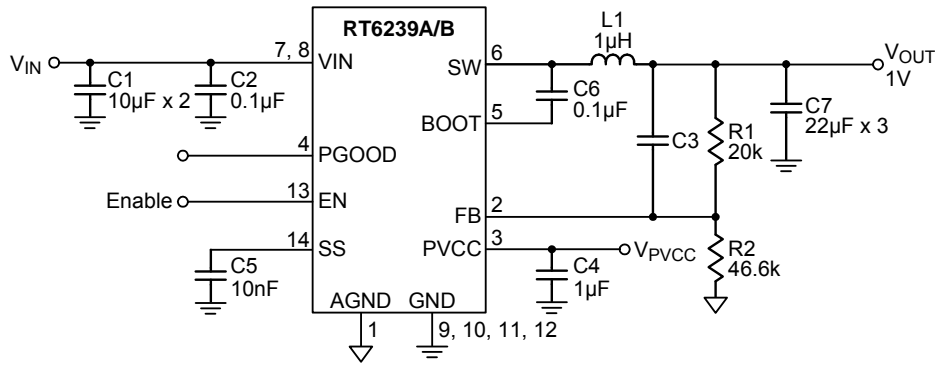 RT6239A/B
VIN
7, 8
VIN
C1
10µF x 2
C2
0.1µF
4
PGOOD
Enable
13
EN
14
SS
C5
10nF
AGND
1
GND
9, 10, 11, 12
SW
6
L1
1µH
C6
0.1µF
BOOT
5
C3
R1
20k
C7
22µF x 3
VOUT
1V
FB
2
PVCC
3
C4
1µF
VPVCC
R2
46.6k